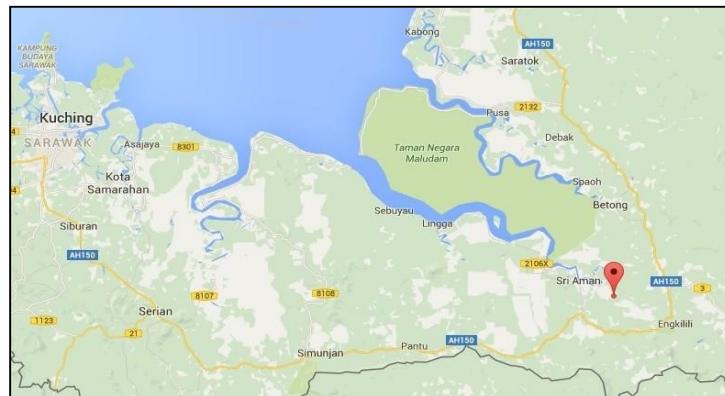 Kabong
AH150
Saratok
KAMPUNG
BUDAYA
SARAWAK
Kuching
SARAWAK
Asajaya
8301
Pusa
2132
Debak
Taman Negara
Maludam
Kota
Samarahan
Spaoh
Betong
Sebuyau
Lingga
Siburan
AH150
2106X
Sri Aman
AH150
3
8107
8108
Serian
1123
21
Engkilili
AH150
Pantu
Simunjan